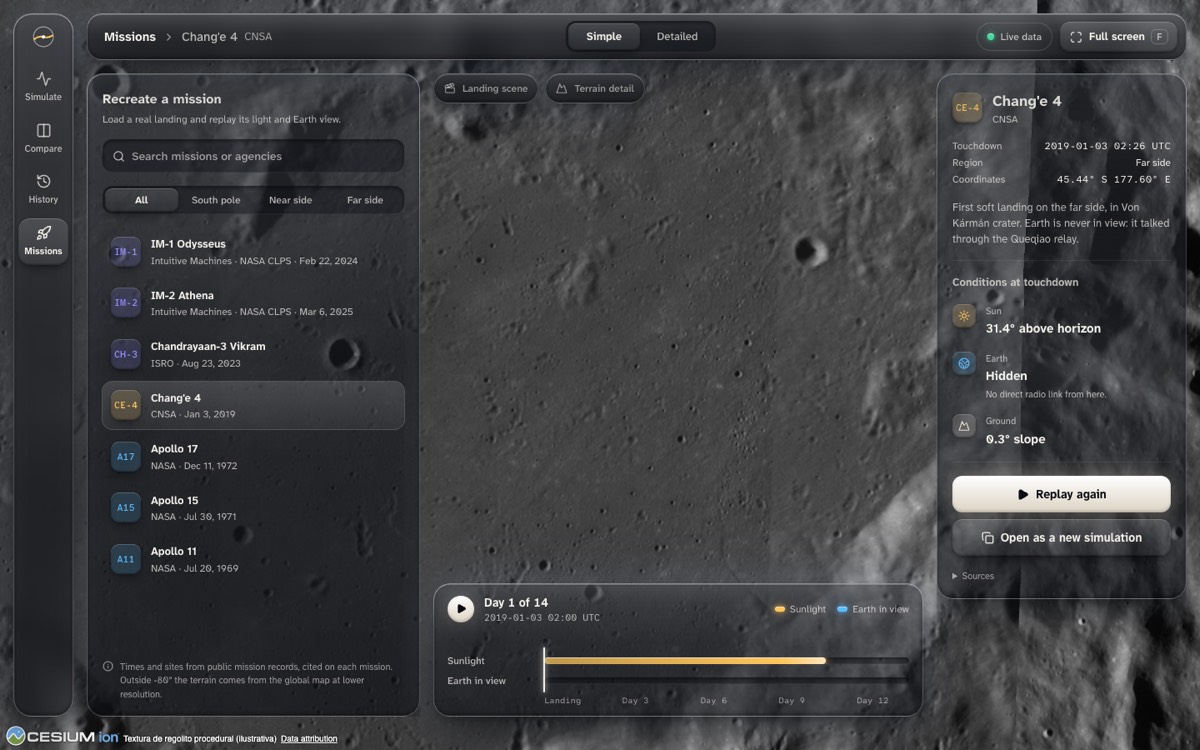 Missions > Chang'e 4 CNSA
Simple
Detailed
Live data
Full screen F
Simulate
Compare
History
Missions
Recreate a mission
Load a real landing and replay its light and Earth view.
Search missions or agencies
All
South pole
Near side
Far side
IM-1
IM-1 Odysseus
Intuitive Machines · NASA CLPS · Feb 22, 2024
IM-2
IM-2 Athena
Intuitive Machines · NASA CLPS · Mar 6, 2025
CH-3
Chandrayaan-3 Vikram
ISRO · Aug 23, 2023
CE-4
Chang'e 4
CNSA · Jan 3, 2019
A17
Apollo 17
NASA · Dec 11, 1972
A15
Apollo 15
NASA · Jul 30, 1971
A11
Apollo 11
NASA · Jul 20, 1969
Times and sites from public mission records, cited on each mission.
Outside -80° the terrain comes from the global map at lower
resolution.
Landing scene
Terrain detail
Day 1 of 14
2019-01-03 02:00 UTC
Sunlight
Earth in view
Sunlight
Earth in view
Landing
Day 3
Day 6
Day 9
Day 12
CE-4
Chang'e 4
CNSA
Touchdown 2019-01-03 02:26 UTC
Region Far side
Coordinates 45.44° S 177.60° E
First soft landing on the far side, in Von
Kármán crater. Earth is never in view: it talked
through the Queqiao relay.
Conditions at touchdown
Sun
31.4° above horizon
Earth
Hidden
No direct radio link from here.
Ground
0.3° slope
Replay again
Open as a new simulation
Sources
CESIUM ion Textura de regolito procedural (ilustrativa) Data attribution